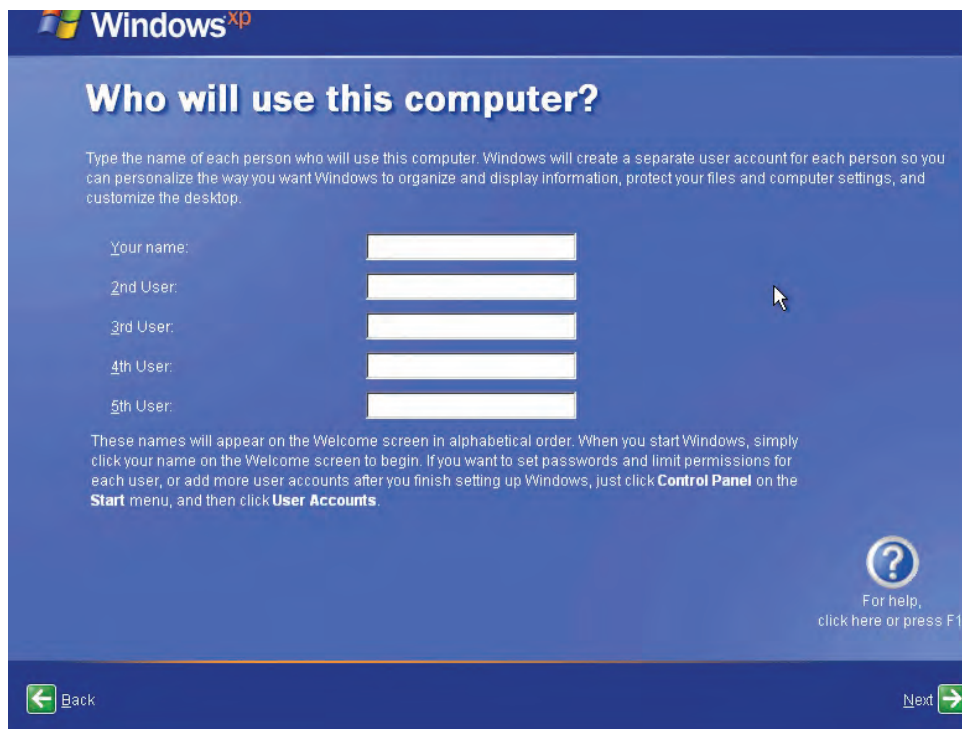 Windows xp
Who will use this computer?
Type the name of each person who will use this computer. Windows will create a separate user account for each person so you
can personalize the way you want Windows to organize and display information, protect your files and computer settings, and
customize the desktop.
Your name:
2nd User:
3rd User:
4th User:
5th User:
These names will appear on the Welcome screen in alphabetical order. When you start Windows, simply
click your name on the Welcome screen to begin. If you want to set passwords and limit permissions for
each user, or add more user accounts after you finish setting up Windows, just click Control Panel on the
Start menu, and then click User Accounts.
?
For help,
click here or press F1
Back
Next